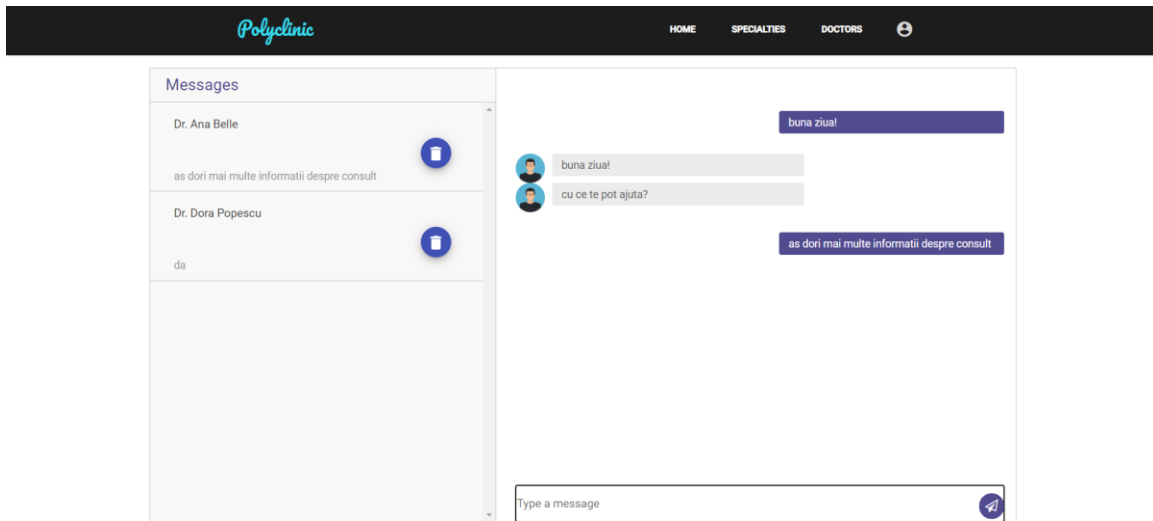 Polyclinic
HOME SPECIALTIES DOCTORS
Messages
Dr. Ana Belle
as dori mai multe informatii despre consult
Dr. Dora Popescu
da
buna ziua!
buna ziua!
cu ce te pot ajuta?
as dori mai multe informatii despre consult
Type a message